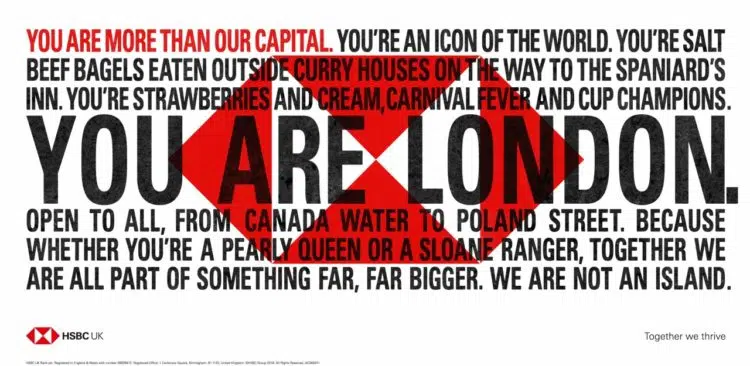 YOU ARE MORE THAN OUR CAPITAL. YOU'RE AN ICON OF THE WORLD. YOU'RE SALT
BEEF BAGELS EATEN OUTSIDE CURRY HOUSES ON THE WAY TO THE SPANIARD'S
INN. YOU'RE STRAWBERRIES AND CREAM, CARNIVAL FEVER AND CUP CHAMPIONS.
YOU ARE LONDON.
OPEN TO ALL, FROM CANADA WATER TO POLAND STREET. BECAUSE
WHETHER YOU'RE A PEARLY QUEEN OR A SLOANE RANGER, TOGETHER WE
ARE ALL PART OF SOMETHING FAR, FAR BIGGER. WE ARE NOT AN ISLAND.
HSBC UK
Together we thrive